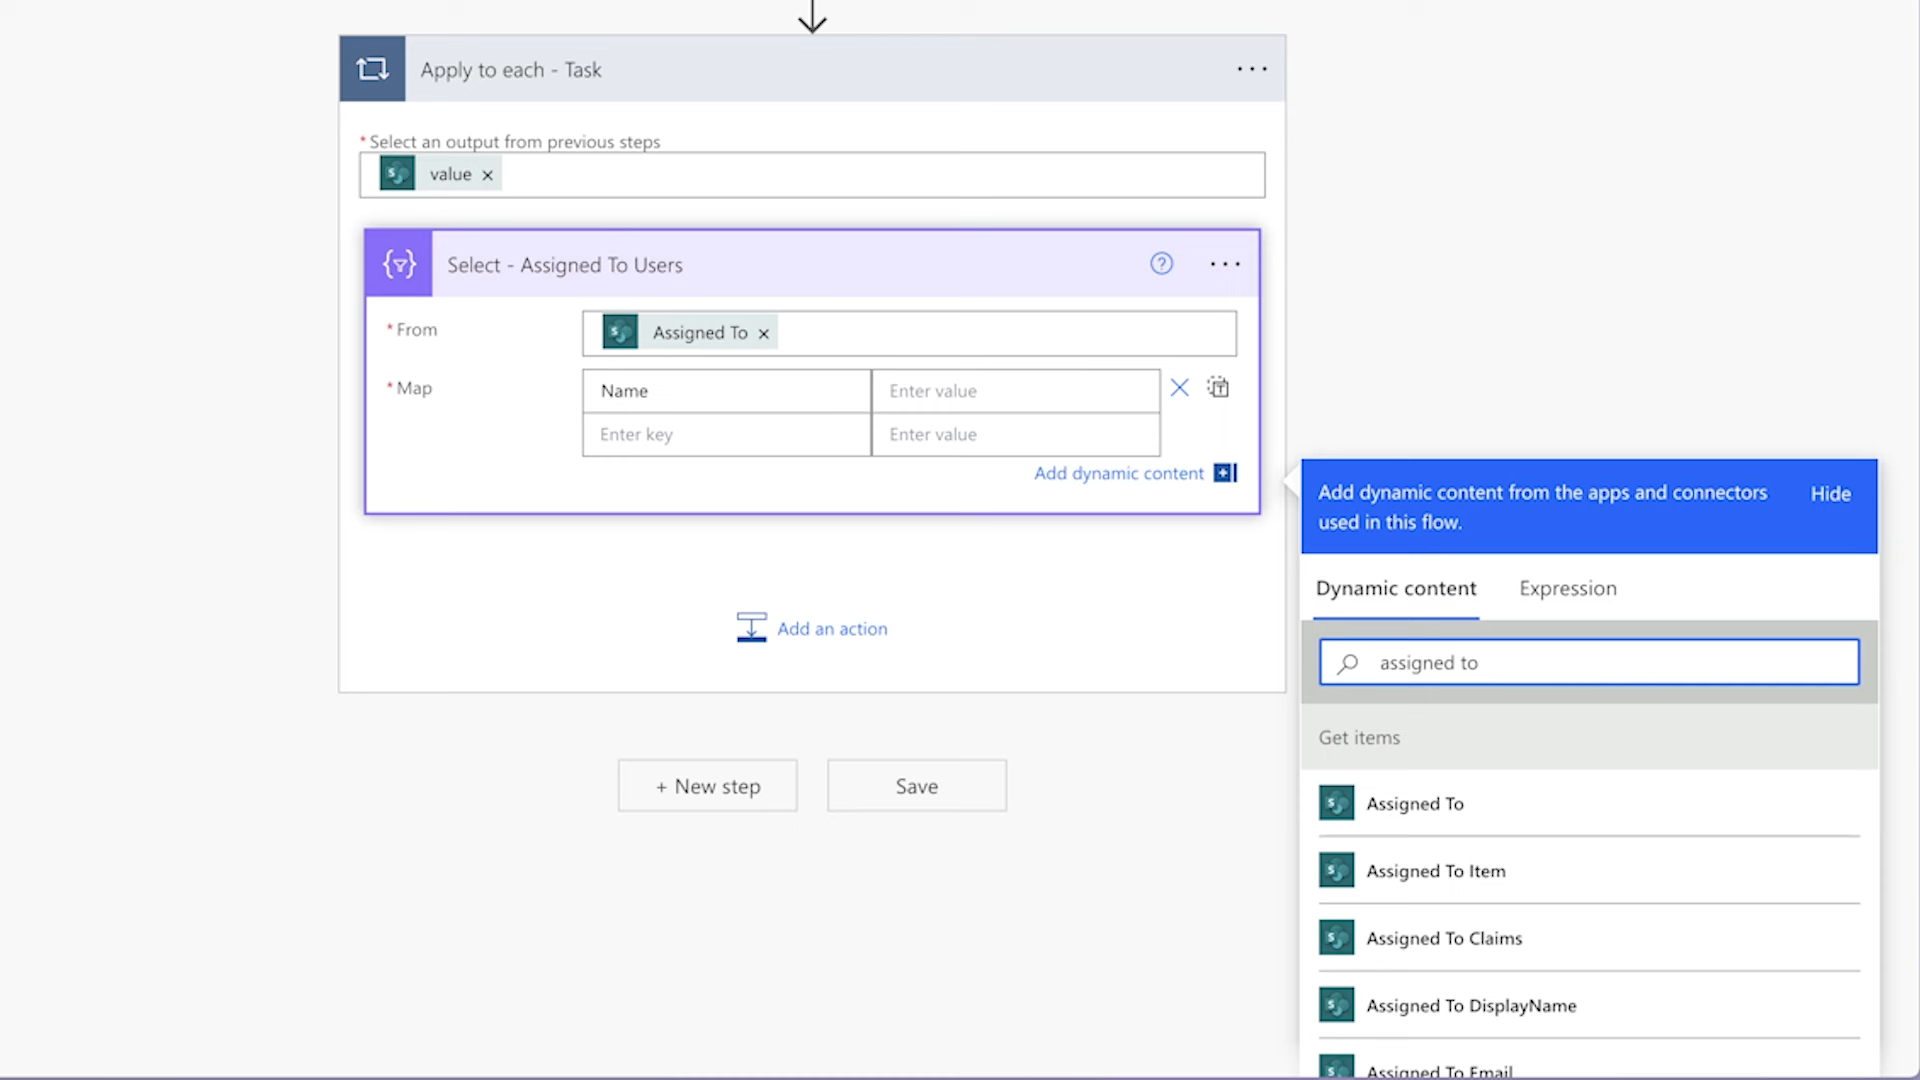 Apply to each - Task
* Select an output from previous steps
value
Select - Assigned To Users
* From
Assigned To
* Map
Name
Enter value
Enter key
Enter value
Add dynamic content
Add an action
+ New step
Save
Add dynamic content from the apps and connectors
used in this flow.
Hide
Dynamic content
Expression
assigned to
Get items
Assigned To
Assigned To Item
Assigned To Claims
Assigned To DisplayName
Assigned To Email